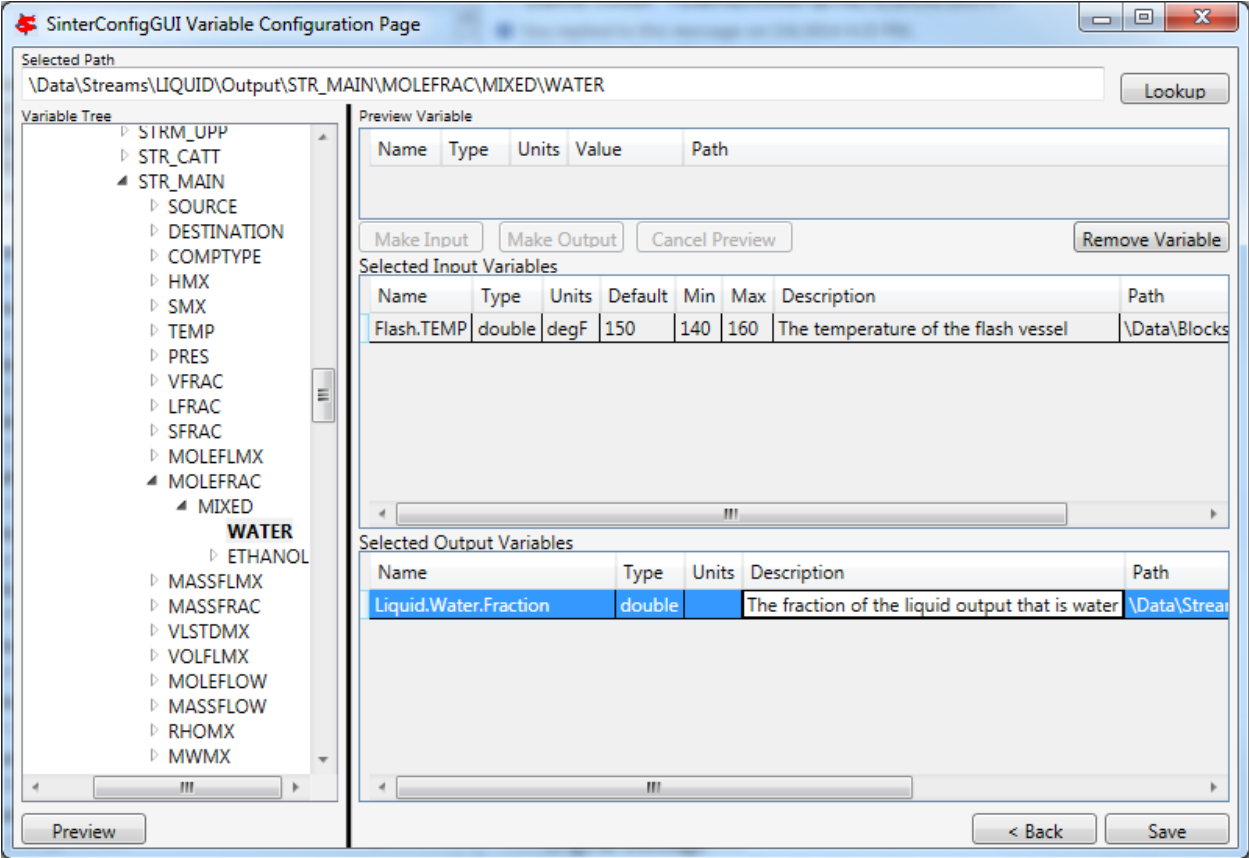 SinterConfigGUI Variable Configuration Page
Selected Path
\Data\Streams\LIQUID\Output\STR_MAIN\MOLEFRAC\MIXED\WATER
Lookup
Variable Tree
STRM_UPP
STR_CATT
STR_MAIN
SOURCE
DESTINATION
COMPTYPE
HMX
SMX
TEMP
PRES
VFRAC
LFRAC
SFRAC
MOLEFLMX
MOLEFRAC
MIXED
WATER
ETHANOL
MASSFLMX
MASSFRAC
VLSTDMX
VOLFLMX
MOLEFLOW
MASSFLOW
RHOMX
MWMX
Preview
Preview Variable
Name Type Units Value Path
Make Input Make Output Cancel Preview Remove Variable
Selected Input Variables
Name Type Units Default Min Max Description Path
Flash.TEMP double degF 150 140 160 The temperature of the flash vessel \Data\Blocks
Selected Output Variables
Name Type Units Description Path
Liquid.Water.Fraction double The fraction of the liquid output that is water \Data\Strear
< Back Save